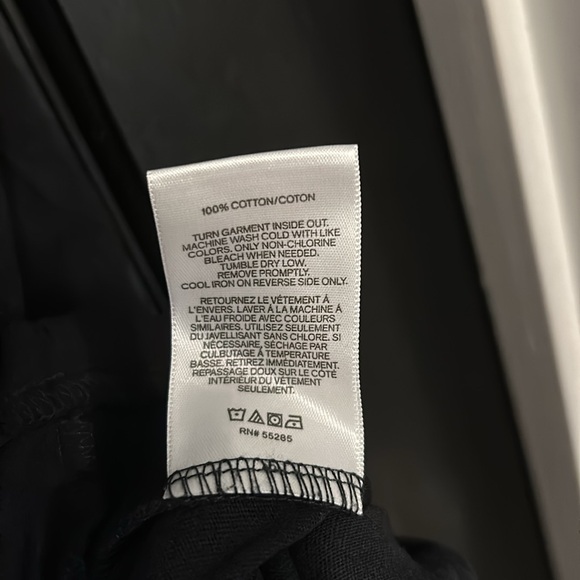 100% COTTON/COTON
TURN GARMENT INSIDE OUT.
MACHINE WASH COLD WITH LIKE
COLORS. ONLY NON-CHLORINE
BLEACH WHEN NEEDED.
TUMBLE DRY LOW.
REMOVE PROMPTLY.
COOL IRON ON REVERSE SIDE ONLY.
RETOURNEZ LE VÊTEMENT À
L'ENVERS. LAVER À LA MACHINE À
L'EAU FROIDE AVEC COULEURS
SIMILAIRES. UTILISEZ SEULEMENT
DU JAVELLISANT SANS CHLORE. SI
NÉCESSAIRE, SÉCHAGE PAR
CULBUTAGE À TEMPÉRATURE
BASSE. RETIREZ IMMÉDIATEMENT.
REPASSAGE DOUX SUR LE CÔTÉ
INTÉRIEUR DU VÊTEMENT
SEULEMENT.
RN# 55285